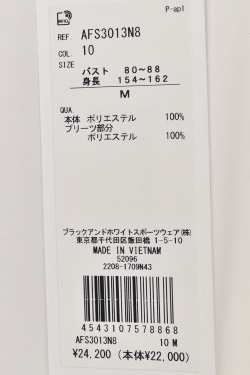 P-ap1
REF. AFS3013N8
COL. 10
SIZE
バスト 80～88
身長 154～162
M
QUA.
本体 ポリエステル 100%
プリーツ部分
ポリエステル 100%
ブラックアンドホワイトスポーツウェア㈱
東京都千代田区飯田橋 1-5-10
MADE IN VIETNAM
52096
2208-1709N43
4543107578868
AFS3013N8 10 M
¥24,200 (本体¥22,000)